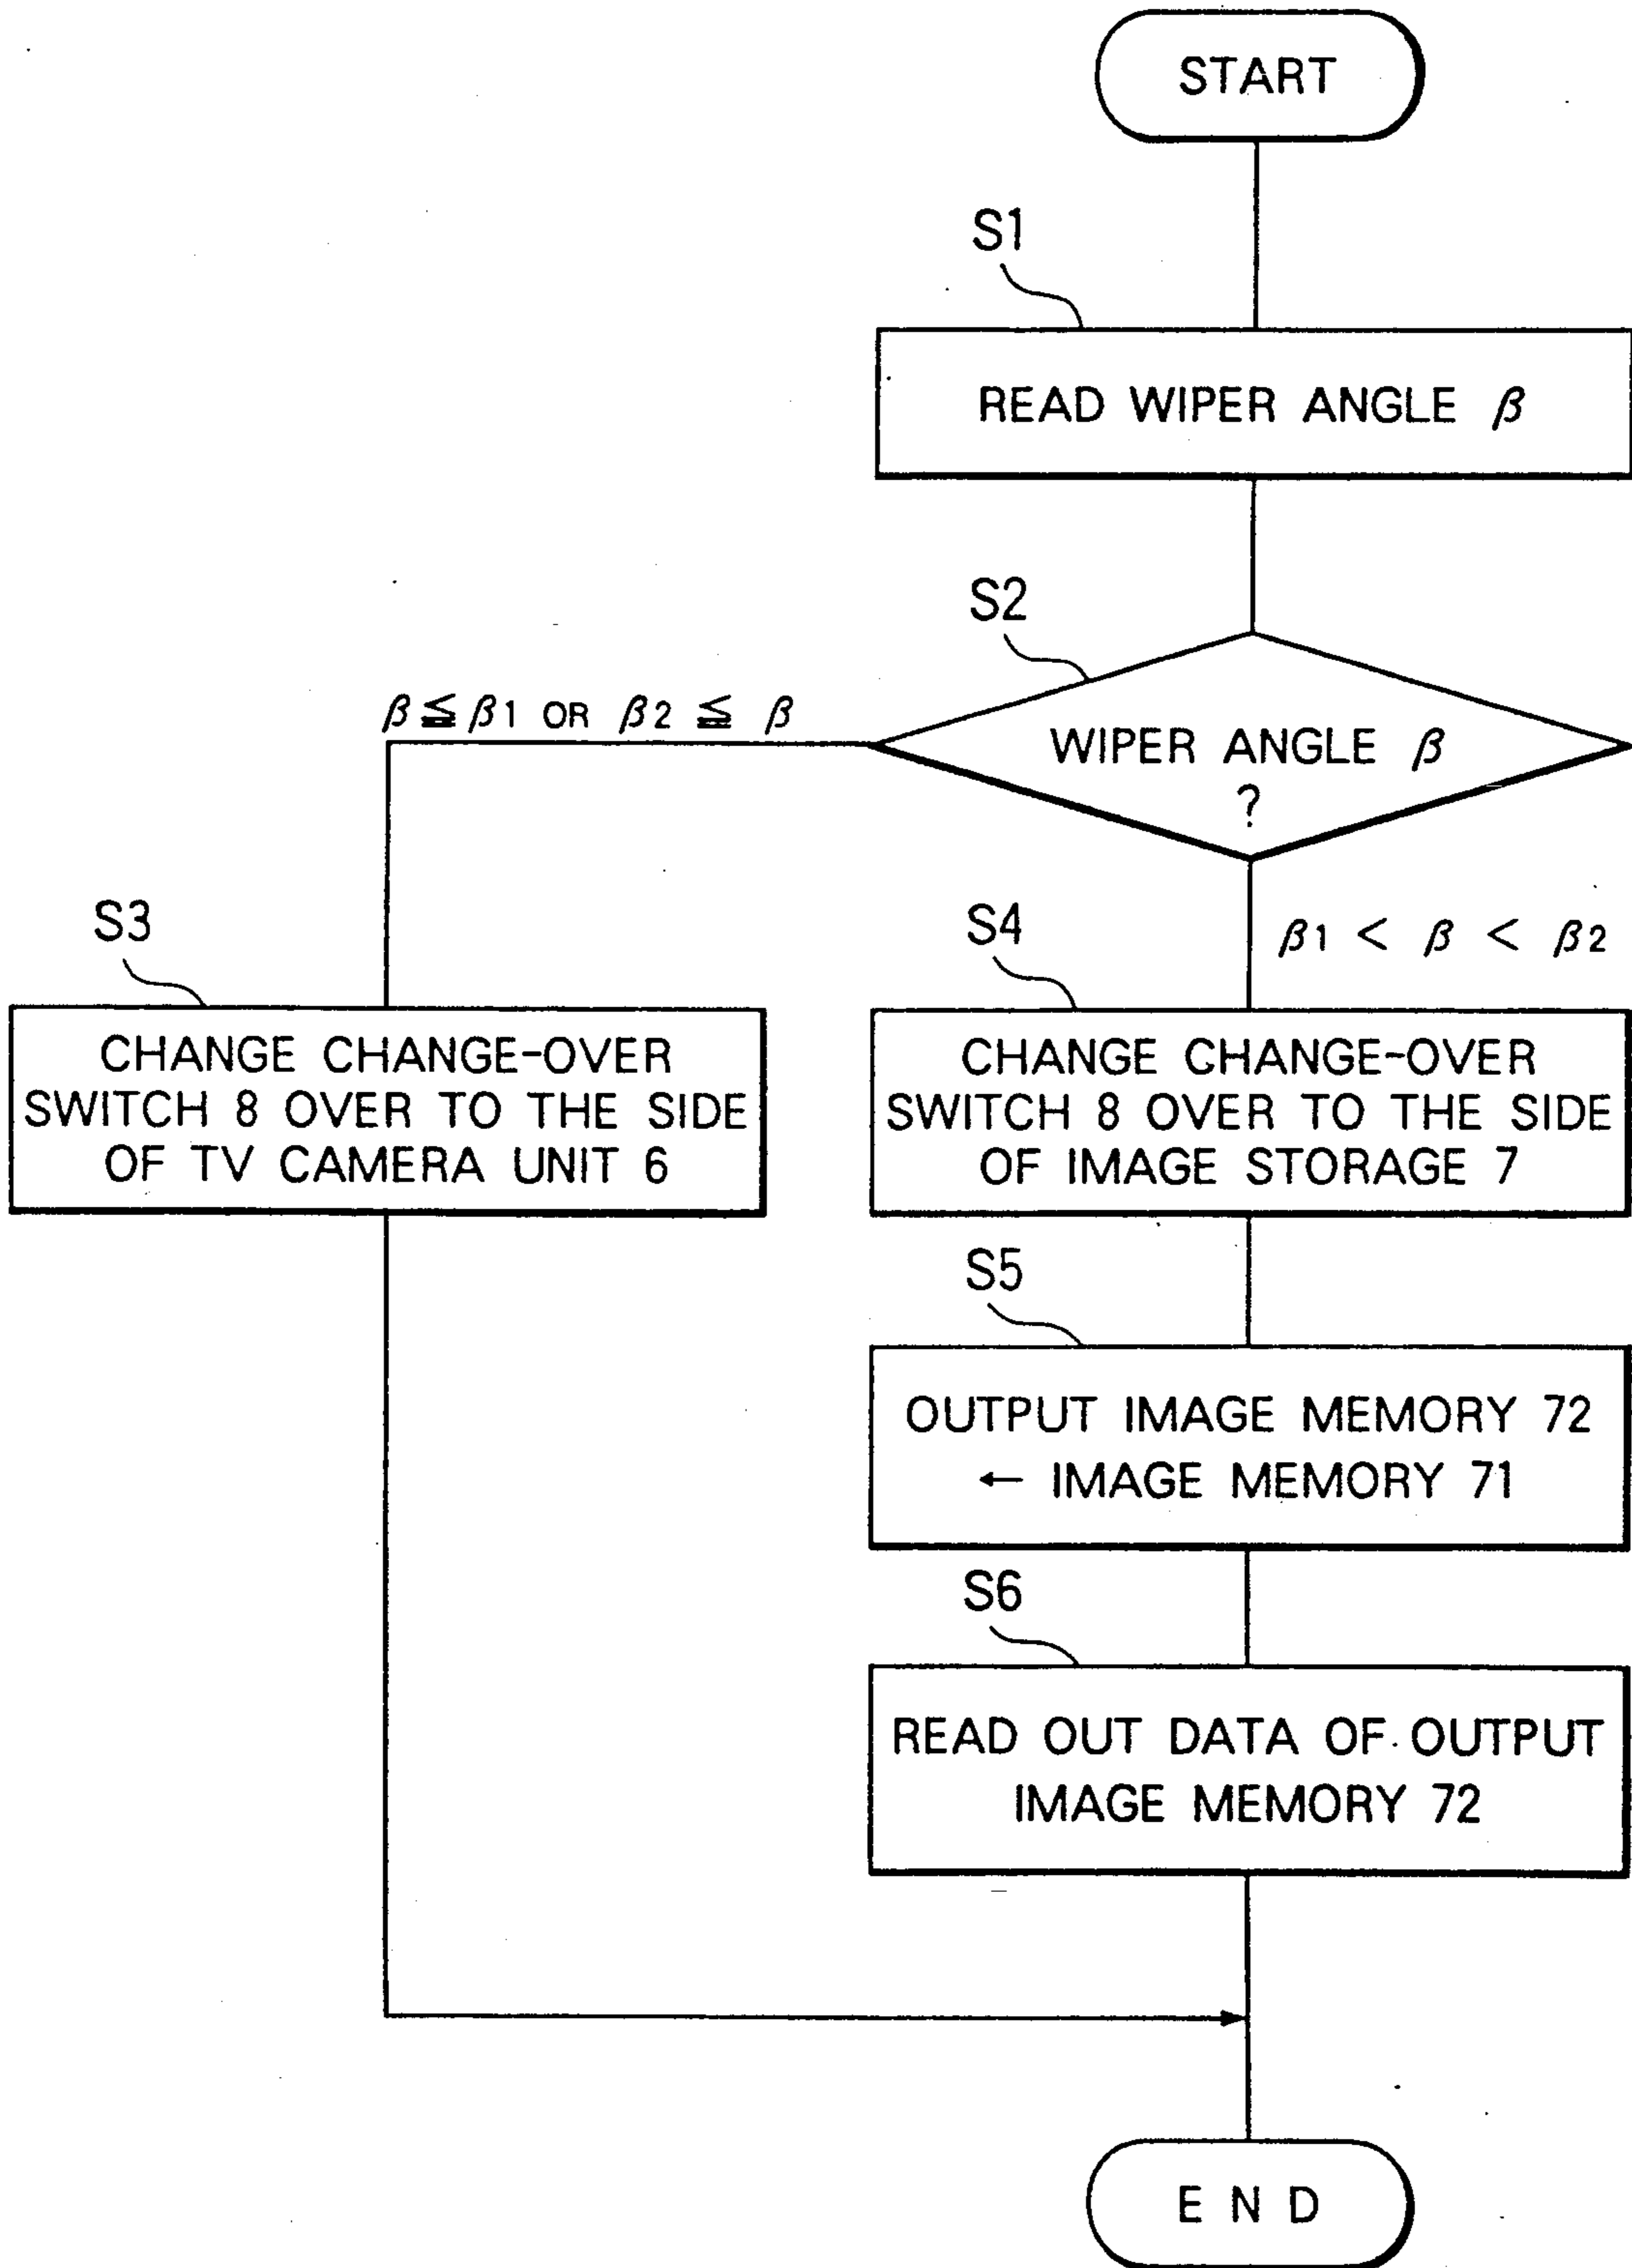 START
S1
READ WIPER ANGLE β
S2
β≦β1 OR β2 ≦ β
WIPER ANGLE β
?
S3
S4
β1 < β < β2
CHANGE CHANGE-OVER
SWITCH 8 OVER TO THE SIDE
OF TV CAMERA UNIT 6
CHANGE CHANGE-OVER
SWITCH 8 OVER TO THE SIDE
OF IMAGE STORAGE 7
S5
OUTPUT IMAGE MEMORY 72
← IMAGE MEMORY 71
S6
READ OUT DATA OF OUTPUT
IMAGE MEMORY 72
E N D